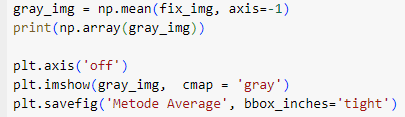 gray_img = np.mean(fix_img, axis=-1)
print(np.array(gray_img))
plt.axis('off')
plt.imshow(gray_img,  cmap = 'gray')
plt.savefig('Metode Average', bbox_inches='tight')